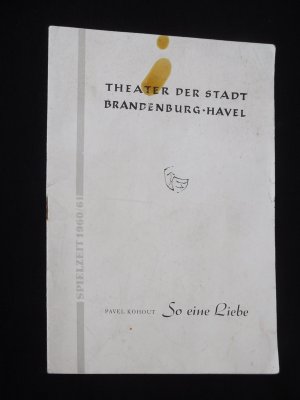 THEATER DER STADT
BRANDENBURG·HAVEL
SPIELZEIT 1960/61
PAVEL KOHOUT So eine Liebe